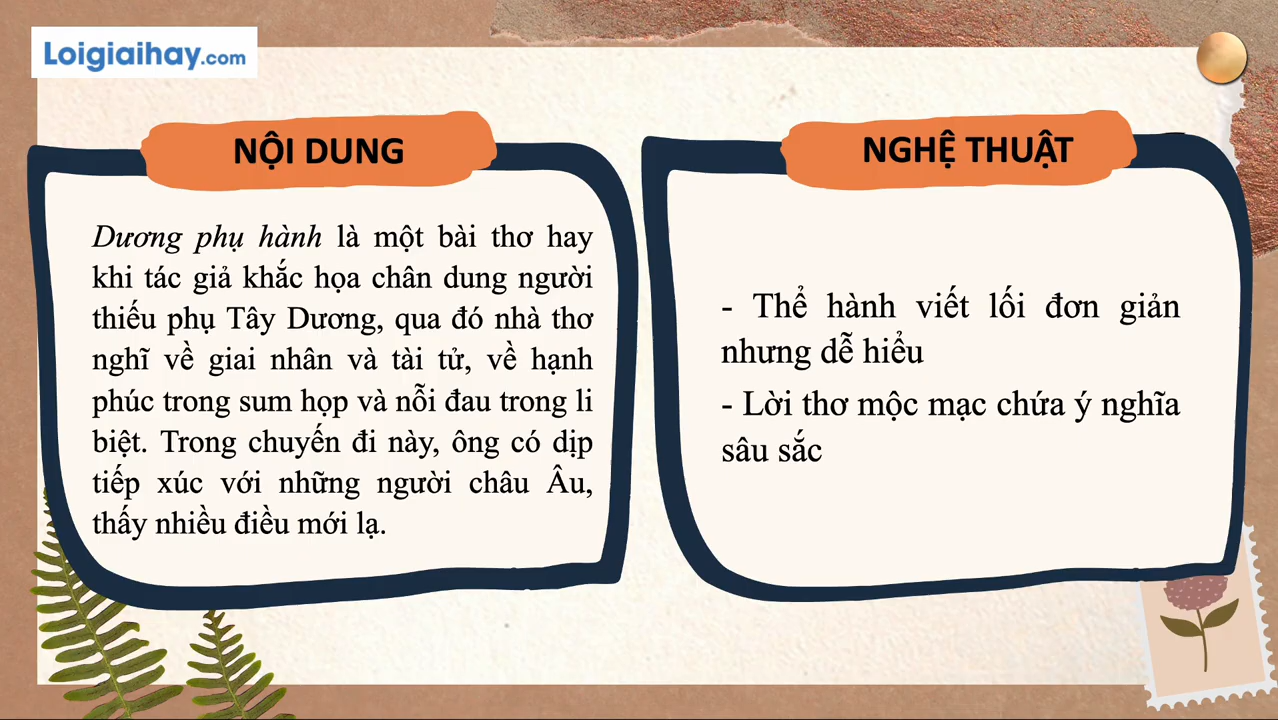 Loigiaihay.com
NỘI DUNG
Dương phụ hành là một bài thơ hay
khi tác giả khắc họa chân dung người
thiếu phụ Tây Dương, qua đó nhà thơ
nghĩ về giai nhân và tài tử, về hạnh
phúc trong sum họp và nỗi đau trong li
biệt. Trong chuyến đi này, ông có dịp
tiếp xúc với những người châu Âu,
thấy nhiều điều mới lạ.
NGHỆ THUẬT
- Thể hành viết lối đơn giản
nhưng dễ hiểu
- Lời thơ mộc mạc chứa ý nghĩa
sâu sắc